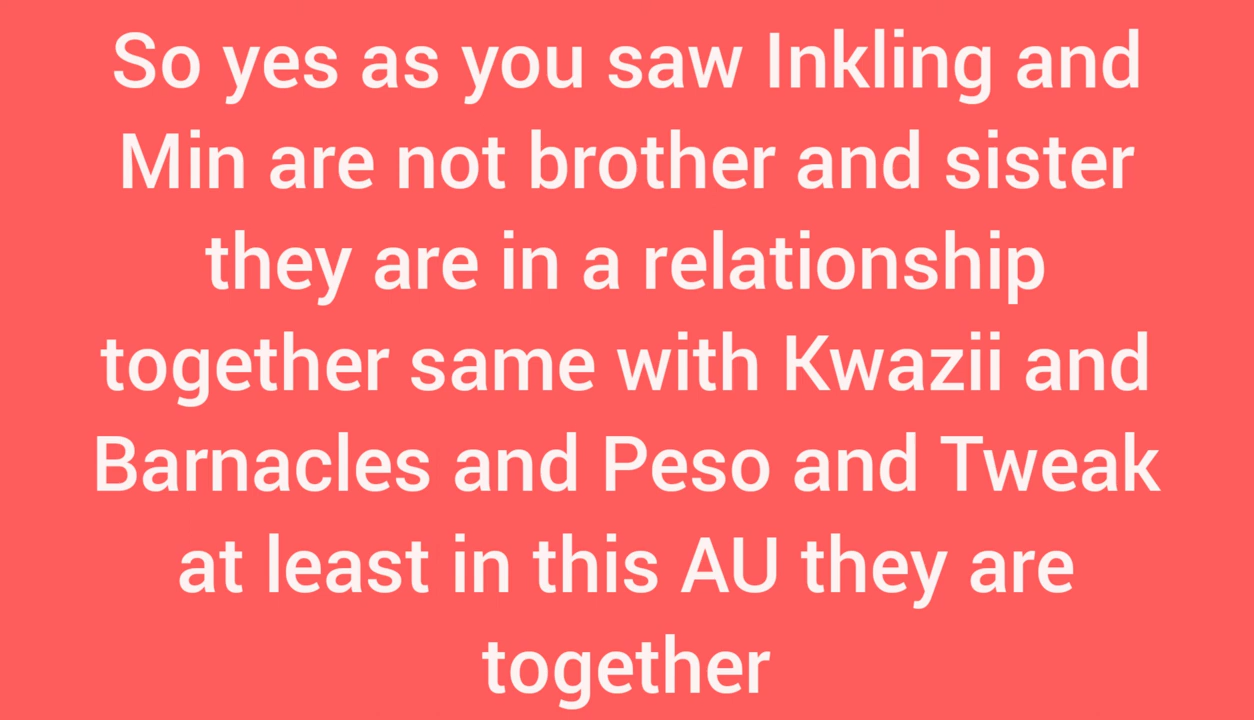 So yes as you saw Inkling and
Min are not brother and sister
they are in a relationship
together same with Kwazii and
Barnacles and Peso and Tweak
at least in this AU they are
together